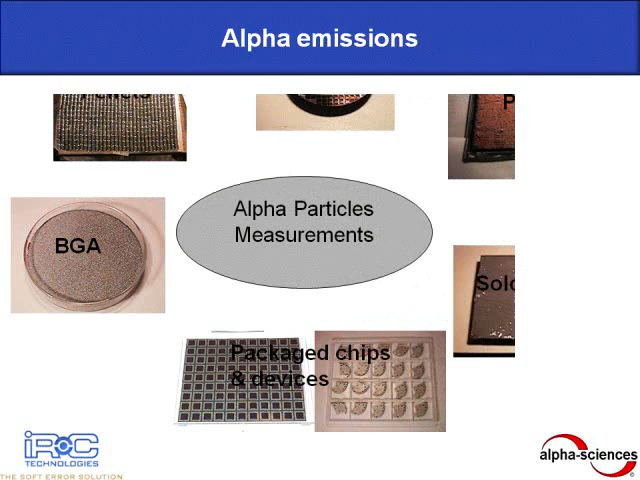 Alpha emissions
Alpha Particles
Measurements
BGA
Packaged chips
& devices
iRoC
TECHNOLOGIES
THE SOFT ERROR SOLUTION
alpha-sciences